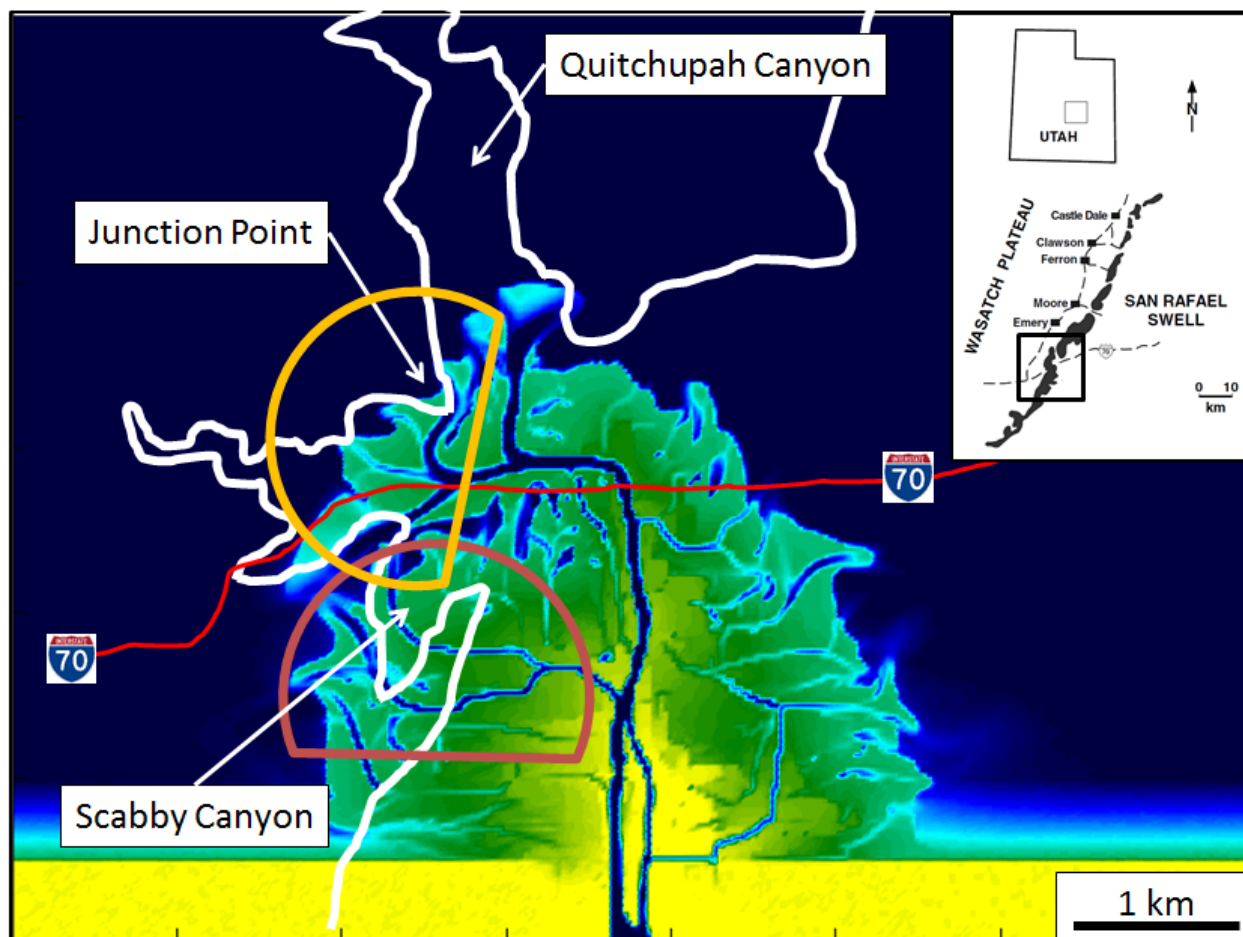 Quitchupah Canyon
Junction Point
Scabby Canyon
INTERSTATE
70
INTERSTATE
70
1 km
UTAH
N
WASATCH PLATEAU
Castle Dale
Clawson
Ferron
Moore
Emery
SAN RAFAEL
SWELL
70
0 10
km